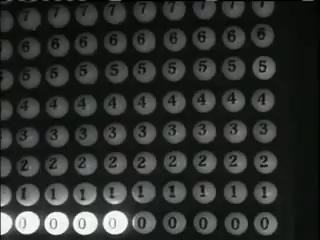 7 7 7 7 7 7 7 7 7
6 6 6 6 6 6 6 6 6
5 5 5 5 5 5 5 5 5
4 4 4 4 4 4 4 4 4
3 3 3 3 3 3 3 3 3
2 2 2 2 2 2 2 2 2
1 1 1 1 1 1 1 1 1
0 0 0 0 0 0 0 0 0